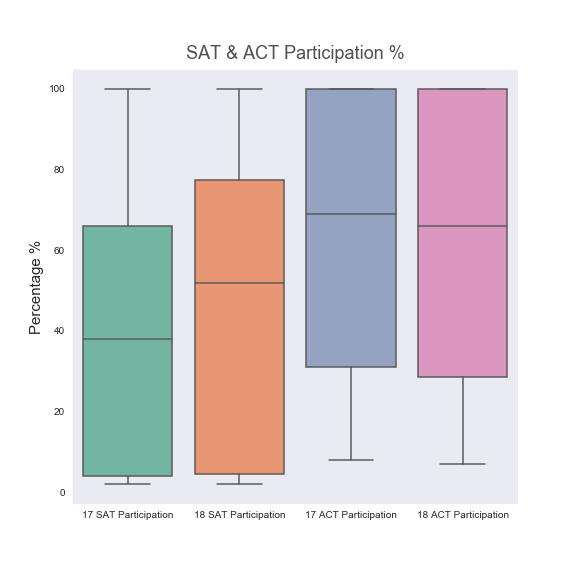 SAT & ACT Participation %
Percentage %
100
80
60
40
20
0
17 SAT Participation
18 SAT Participation
17 ACT Participation
18 ACT Participation